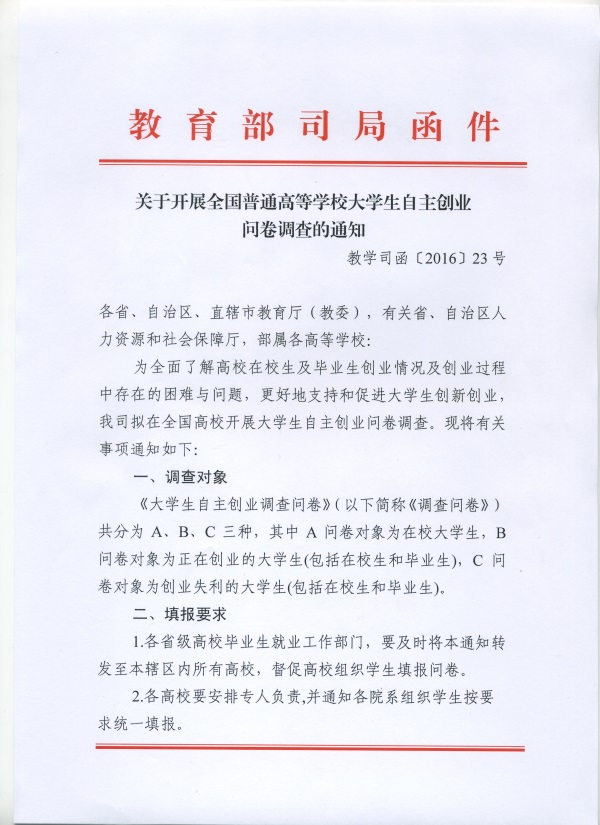 教育部司局函件
关于开展全国普通高等学校大学生自主创业
问卷调查的通知
教学司函〔2016〕23号
各省、自治区、直辖市教育厅（教委），有关省、自治区人
力资源和社会保障厅，部属各高等学校：
为全面了解高校在校生及毕业生创业情况及创业过程
中存在的困难与问题，更好地支持和促进大学生创新创业，
我司拟在全国高校开展大学生自主创业问卷调查。现将有关
事项通知如下：
一、调查对象
《大学生自主创业调查问卷》（以下简称《调查问卷》）
共分为 A、B、C 三种，其中 A 问卷对象为在校大学生，B
问卷对象为正在创业的大学生(包括在校生和毕业生)，C 问
卷对象为创业失利的大学生(包括在校生和毕业生)。
二、填报要求
1.各省级高校毕业生就业工作部门，要及时将本通知转
发至本辖区内所有高校，督促高校组织学生填报问卷。
2.各高校要安排专人负责,并通知各院系组织学生按要
求统一填报。